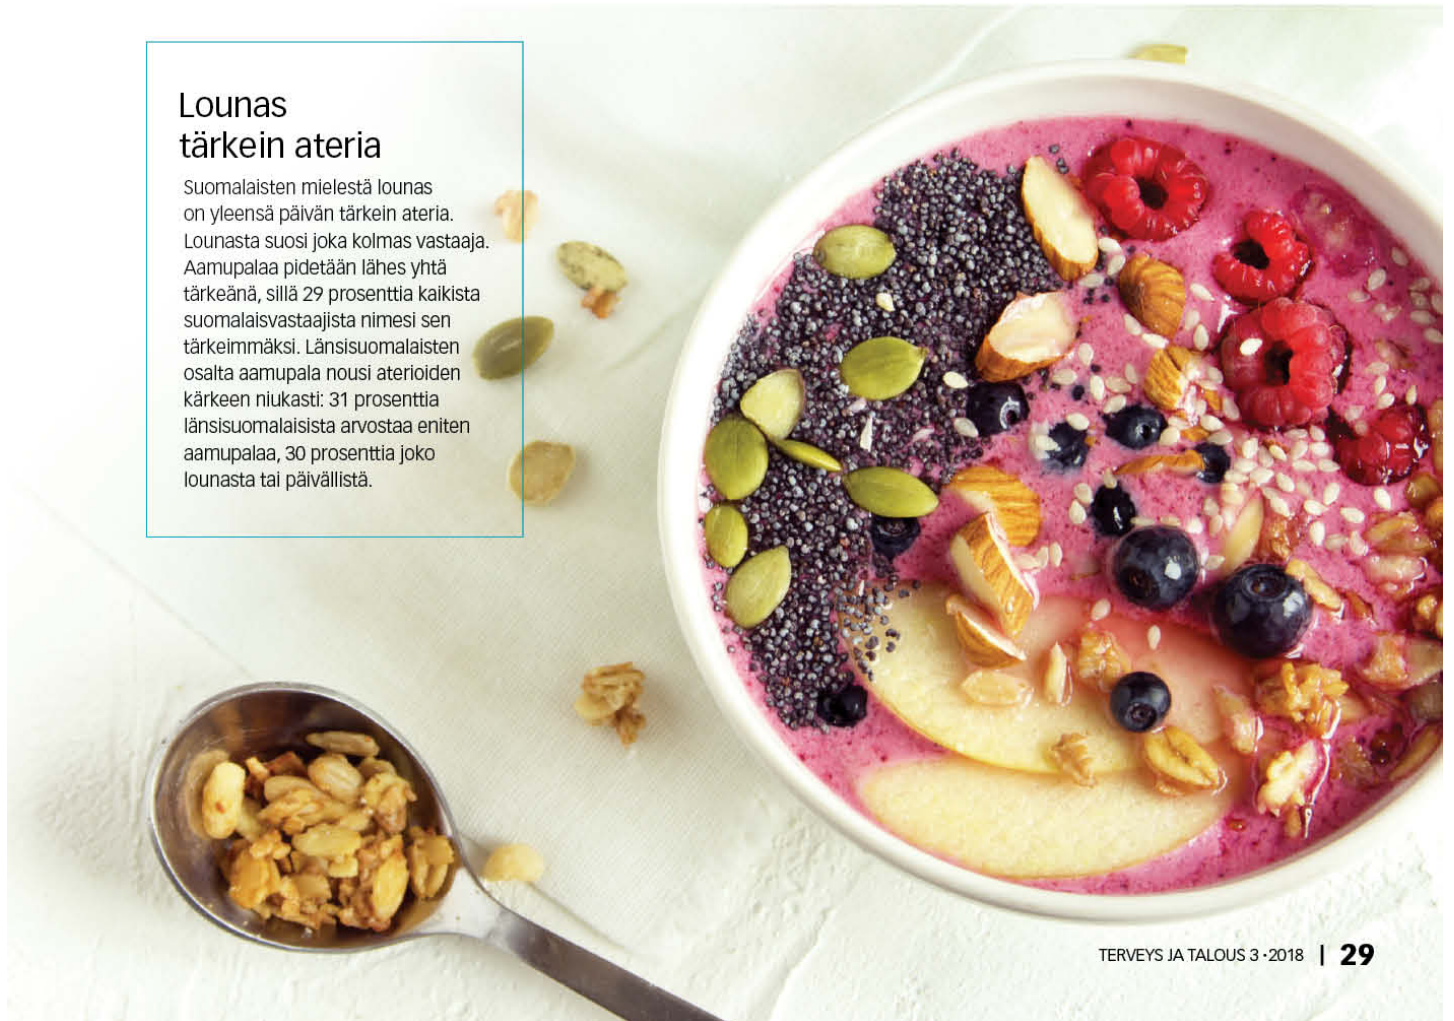 Lounas
tärkein ateria
Suomalaisten mielestä lounas
on yleensä päivän tärkein ateria.
Lounasta suosi joka kolmas vastaaja.
Aamupalaa pidetään lähes yhtä
tärkeänä, sillä 29 prosenttia kaikista
suomalaisvastaajista nimesi sen
tärkeimmäksi. Länsisuomalaisten
osalta aamupala nousi aterioiden
kärkeen niukasti: 31 prosenttia
länsisuomalaisista arvostaa eniten
aamupalaa, 30 prosenttia joko
lounasta tai päivällistä.
TERVEYS JA TALOUS 3 • 2018 | 29